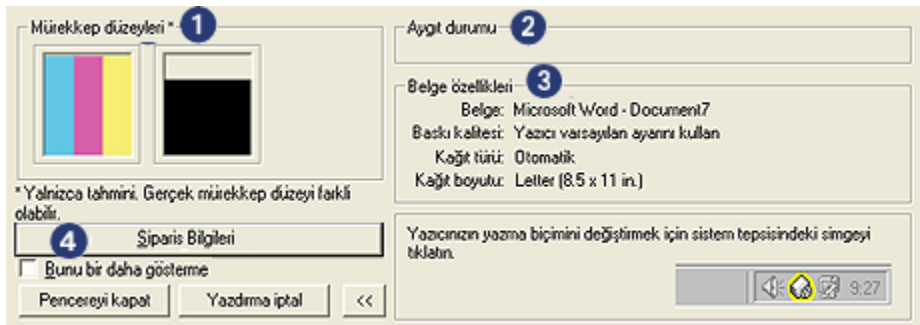 Mürekkep düzeyleri * 1
* Yalnizca tahmini. Gerçek mürekkep düzeyi farkli
olabilir.
4 Sipariş Bilgileri
Bunu bir daha gösterme
Pencereyi kapat Yazdırma iptal <<
Aygıt durumu 2
Belge özellikleri 3
Belge: Microsoft Word - Document7
Baskı kalitesi: Yazıcı varsayılan ayarını kullan
Kağıt türü: Otomatik
Kağıt boyutu: Letter (8.5 x 11 in.)
Yazıcınızın yazma biçimini değiştirmek için sistem tepsisindeki simgeyi
tıklatın.
9:27